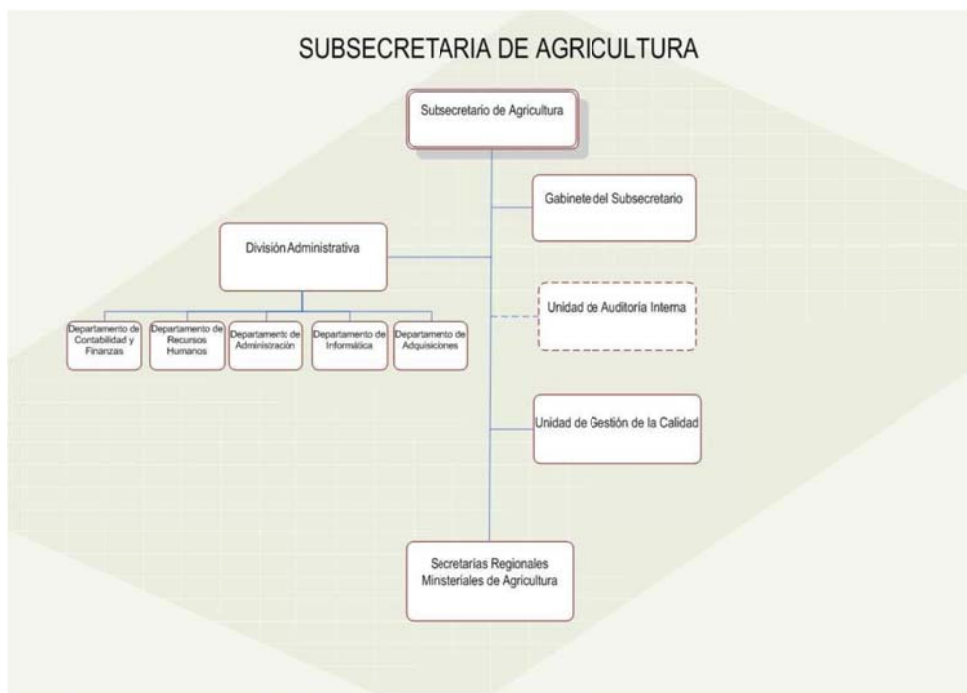 SUBSECRETARIA DE AGRICULTURA
Subsecretario de Agricultura
Gabinete del Subsecretario
División Administrativa
Unidad de Auditoría Interna
Departamento de
Contabilidad y
Finanzas
Departamento de
Recursos
Humanos
Departamento de
Administración
Departamento de
Informática
Departamento de
Adquisiciones
Unidad de Gestión de la Calidad
Secretarías Regionales
Minsteriales de Agricultura